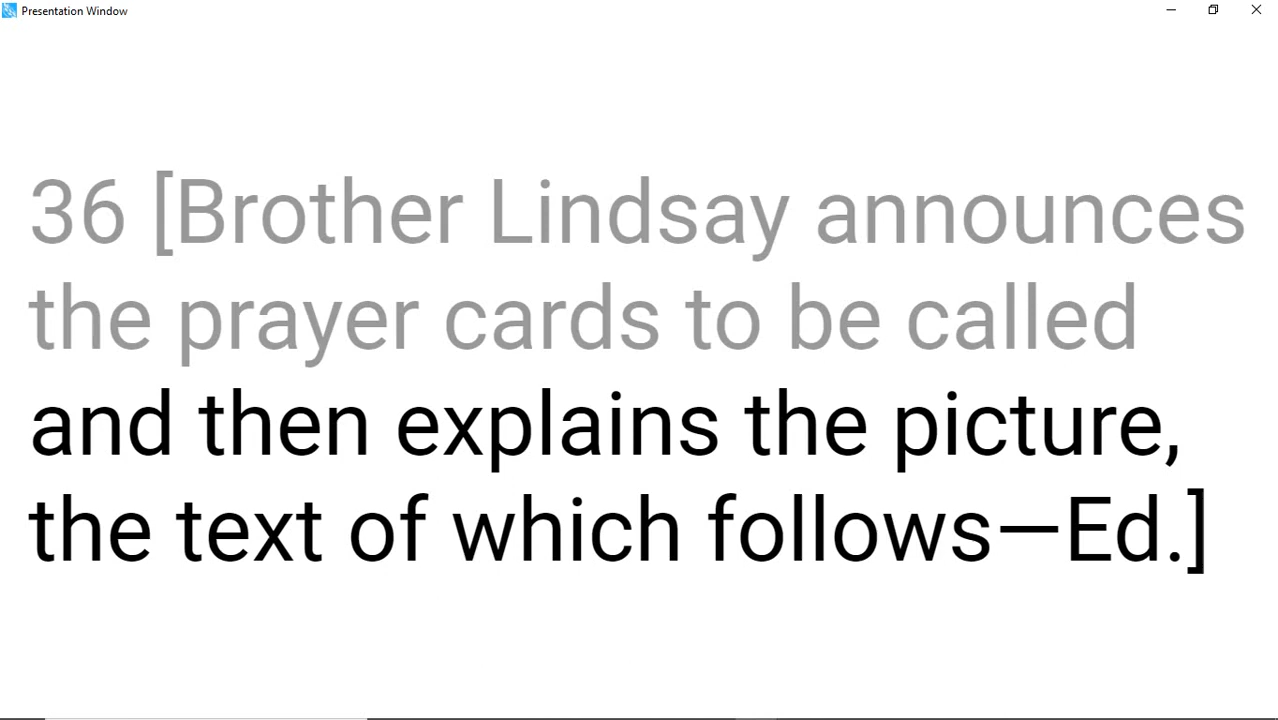 Presentation Window
36 [Brother Lindsay announces
the prayer cards to be called
and then explains the picture,
the text of which follows—Ed.]